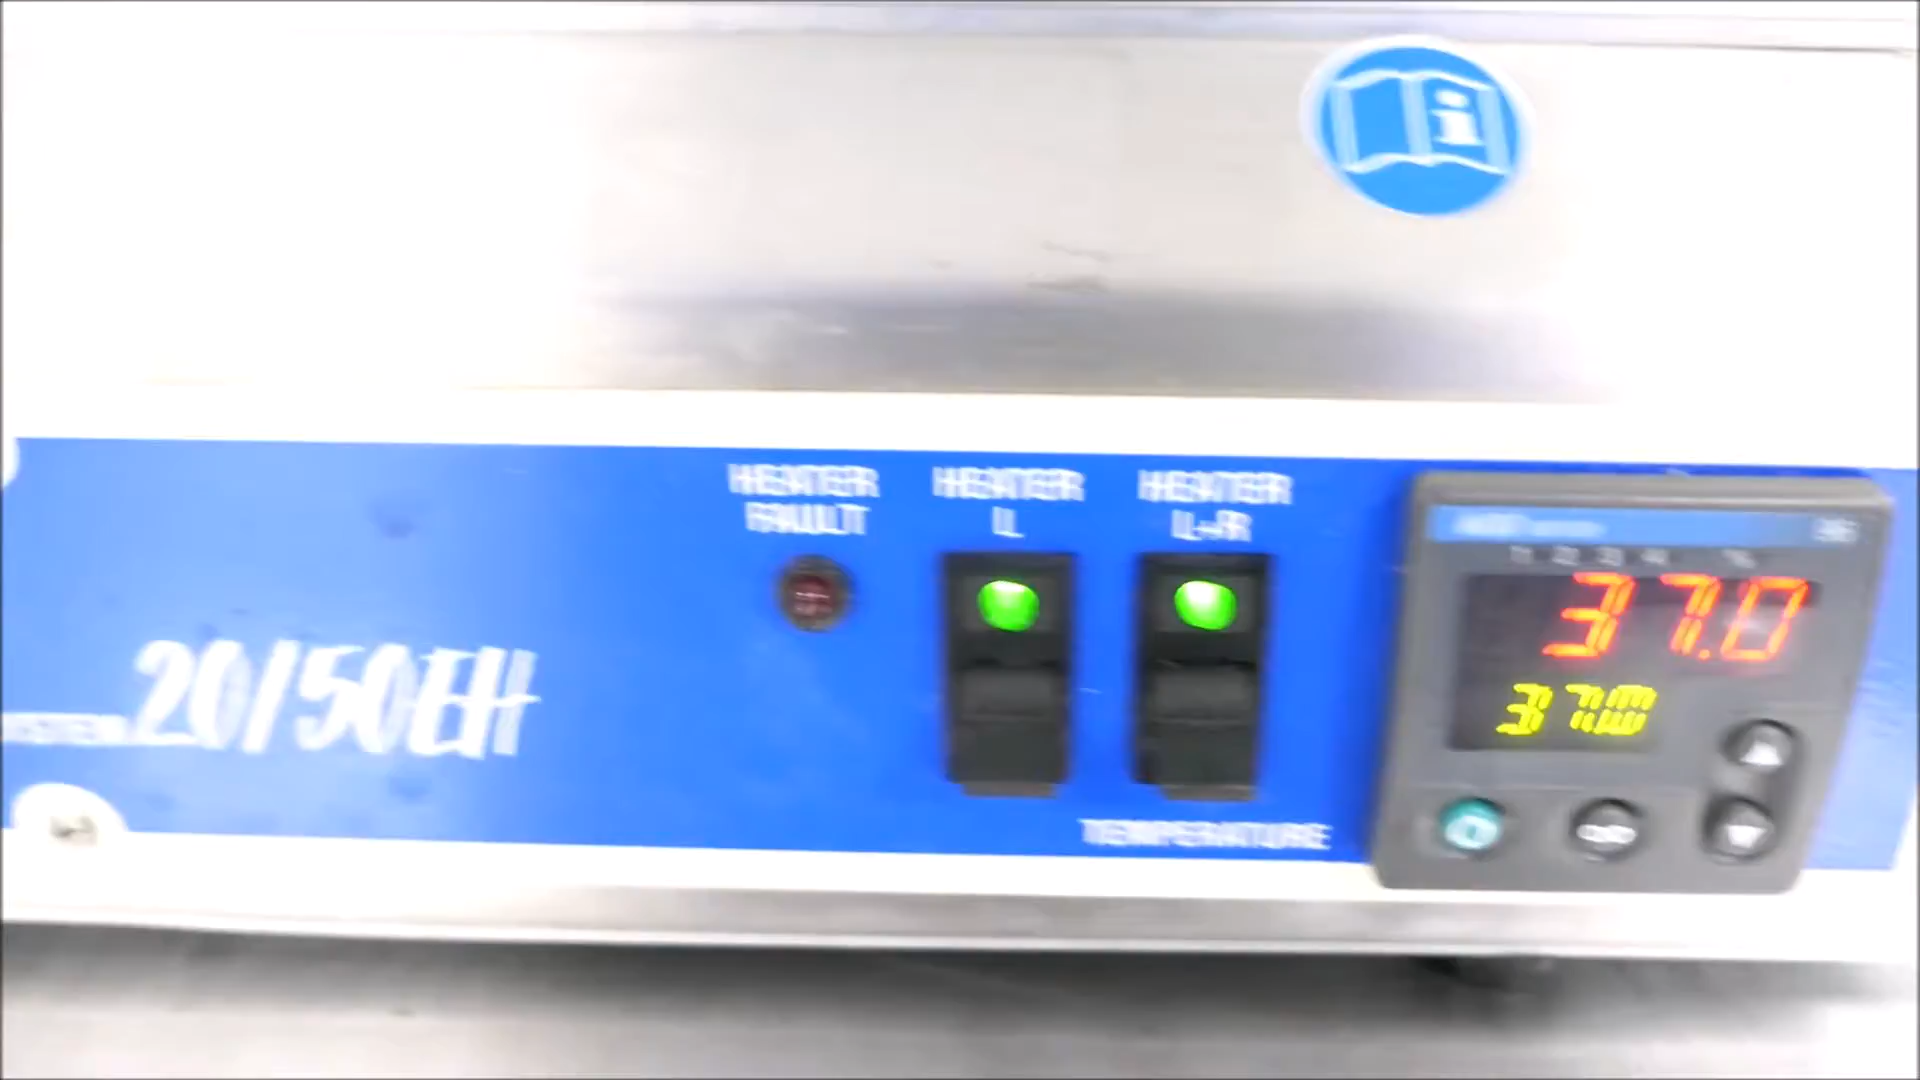 i
HEATER
FAULT
HEATER
L
HEATER
L+R
37.0
37.0
SYSTEM 20/50EH
TEMPERATURE